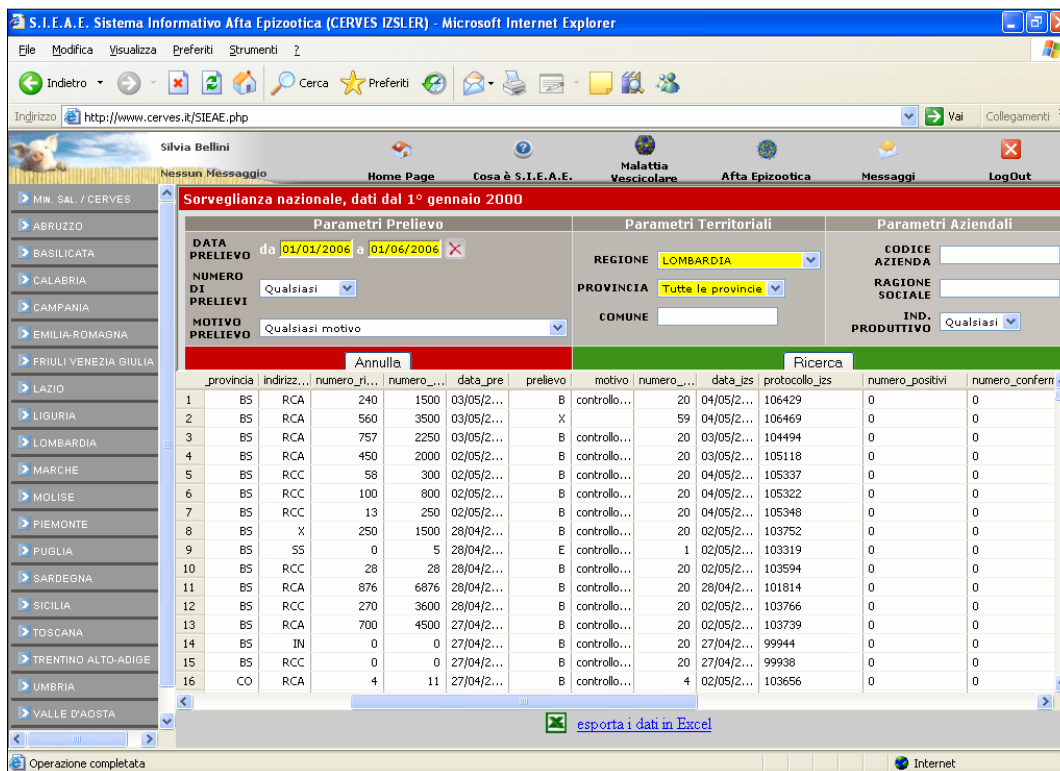 S.I.E.A.E. Sistema Informativo Afta Epizootica (CERVES IZSLER) - Microsoft Internet Explorer
File Modifica Visualizza Preferiti Strumenti ?
Indietro Cerca Preferiti
Indirizzo http://www.cerves.it/SIEAE.php Vai Collegamenti
Silvia Bellini
Nessun Messaggio Home Page Cosa è S.I.E.A.E. Malattia Vescicolare Afta Epizootica Messaggi LogOut
MIN. SAL. / CERVES
ABRUZZO
BASILICATA
CALABRIA
CAMPANIA
EMILIA-ROMAGNA
FRIULI VENEZIA GIULIA
LAZIO
LIGURIA
LOMBARDIA
MARCHE
MOLISE
PIEMONTE
PUGLIA
SARDEGNA
SICILIA
TOSCANA
TRENTINO ALTO-ADIGE
UMBRIA
VALLE D'AOSTA
Sorveglianza nazionale, dati dal 1° gennaio 2000
Parametri Prelievo Parametri Territoriali Parametri Aziendali
DATA PRELIEVO da 01/01/2006 a 01/06/2006
NUMERO DI PRELIEVI Qualsiasi
MOTIVO PRELIEVO Qualsiasi motivo
REGIONE LOMBARDIA
PROVINCIA Tutte le provincie
COMUNE
CODICE AZIENDA
RAGIONE SOCIALE
IND. PRODUTTIVO Qualsiasi
Annulla Ricerca
_provincia indirizz... numero_ri... numero_... data_pre prelievo motivo numero_... data_izs protocollo_izs numero_positivi numero_conferm
1 BS RCA 240 1500 03/05/2... B controllo... 20 04/05/2... 106429 0 0
2 BS RCA 560 3500 03/05/2... X 59 04/05/2... 106469 0 0
3 BS RCA 757 2250 03/05/2... B controllo... 20 03/05/2... 104494 0 0
4 BS RCA 450 2000 02/05/2... B controllo... 20 03/05/2... 105118 0 0
5 BS RCC 58 300 02/05/2... B controllo... 20 04/05/2... 105337 0 0
6 BS RCC 100 800 02/05/2... B controllo... 20 04/05/2... 105322 0 0
7 BS RCC 13 250 02/05/2... B controllo... 20 04/05/2... 105348 0 0
8 BS X 250 1500 28/04/2... B controllo... 20 02/05/2... 103752 0 0
9 BS SS 0 5 28/04/2... E controllo... 1 02/05/2... 103319 0 0
10 BS RCC 28 28 28/04/2... B controllo... 20 02/05/2... 103594 0 0
11 BS RCA 876 6876 28/04/2... B controllo... 20 28/04/2... 101814 0 0
12 BS RCC 270 3600 28/04/2... B controllo... 20 02/05/2... 103766 0 0
13 BS RCA 700 4500 27/04/2... B controllo... 20 02/05/2... 103739 0 0
14 BS IN 0 0 27/04/2... B controllo... 20 27/04/2... 99944 0 0
15 BS RCC 0 0 27/04/2... B controllo... 20 27/04/2... 99938 0 0
16 CO RCA 4 11 27/04/2... B controllo... 4 02/05/2... 103656 0 0
esporta i dati in Excel
Operazione completata Internet